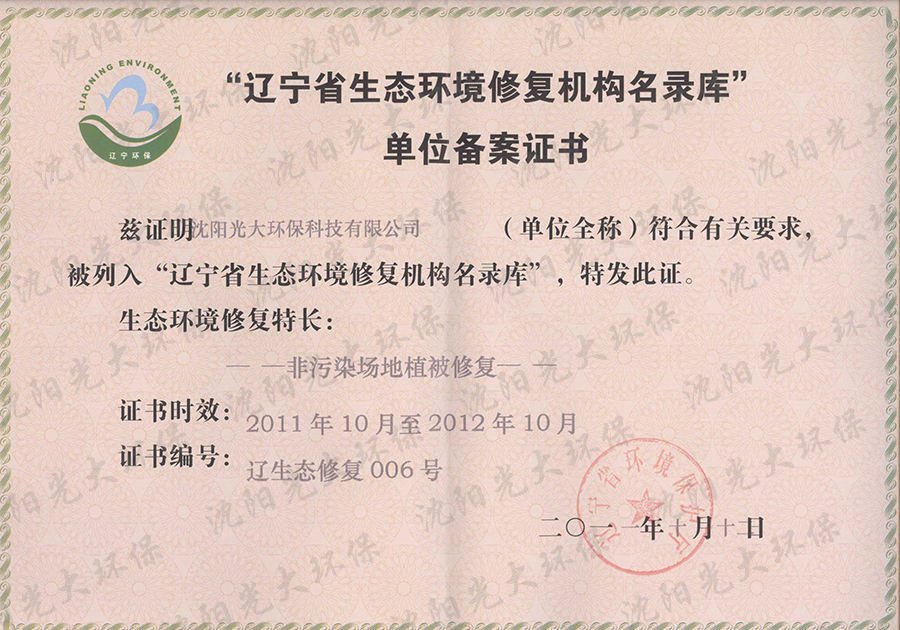 LIAONING ENVIRONMENT
辽宁环保
“辽宁省生态环境修复机构名录库”
单位备案证书
兹证明沈阳光大环保科技有限公司（单位全称）符合有关要求，
被列入“辽宁省生态环境修复机构名录库”，特发此证。
生态环境修复特长：
— —非污染场地植被修复— —
证书时效：2011年10月至2012年10月
证书编号：辽生态修复006号
辽宁省环境保护厅
二〇一一年十月十二日
沈阳光大环保